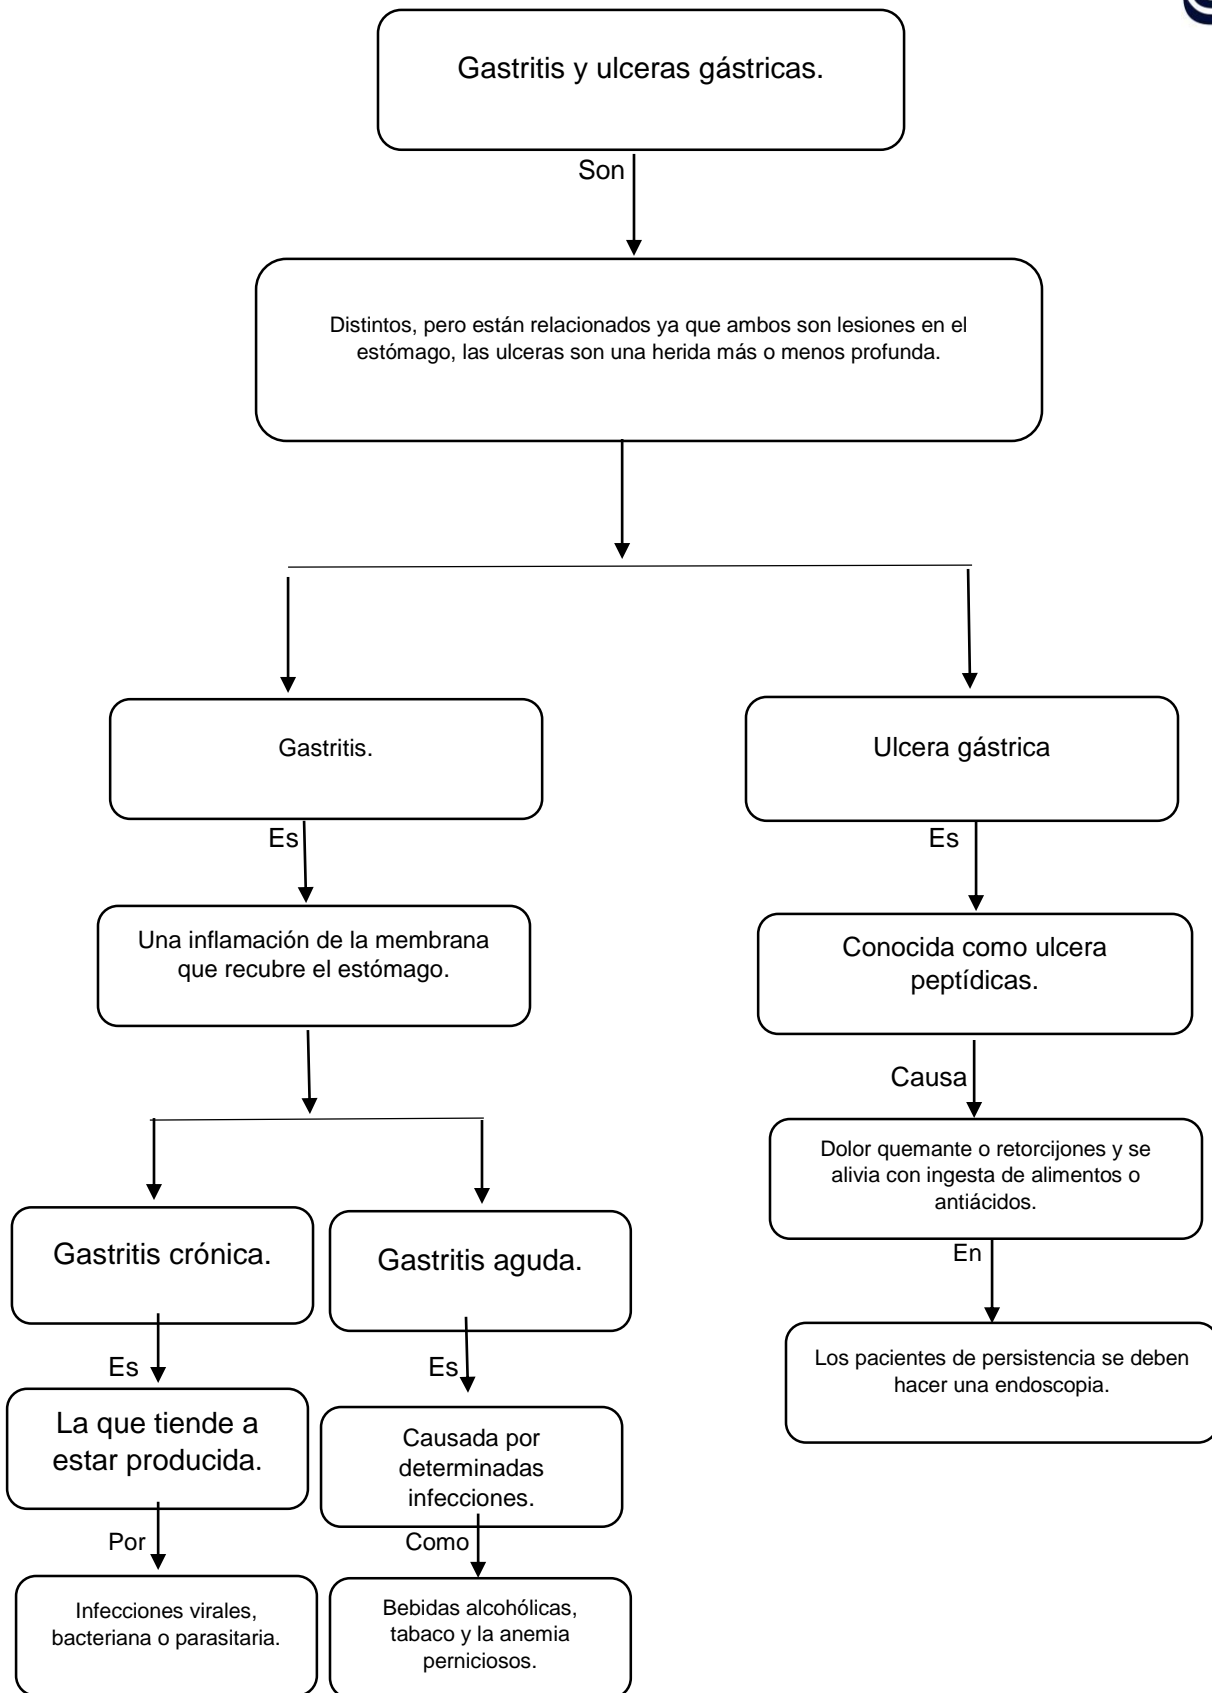 Gastritis y ulceras gástricas.
Son
Distintos, pero están relacionados ya que ambos son lesiones en el
estómago, las ulceras son una herida más o menos profunda.
Gastritis.
Es
Una inflamación de la membrana
que recubre el estómago.
Gastritis crónica.
Es
La que tiende a
estar producida.
Por
Infecciones virales,
bacteriana o parasitaria.
Gastritis aguda.
Es
Causada por
determinadas
infecciones.
Como
Bebidas alcohólicas,
tabaco y la anemia
perniciosos.
Ulcera gástrica
Es
Conocida como ulcera
peptídicas.
Causa
Dolor quemante o retorcijones y se
alivia con ingesta de alimentos o
antiácidos.
En
Los pacientes de persistencia se deben
hacer una endoscopia.